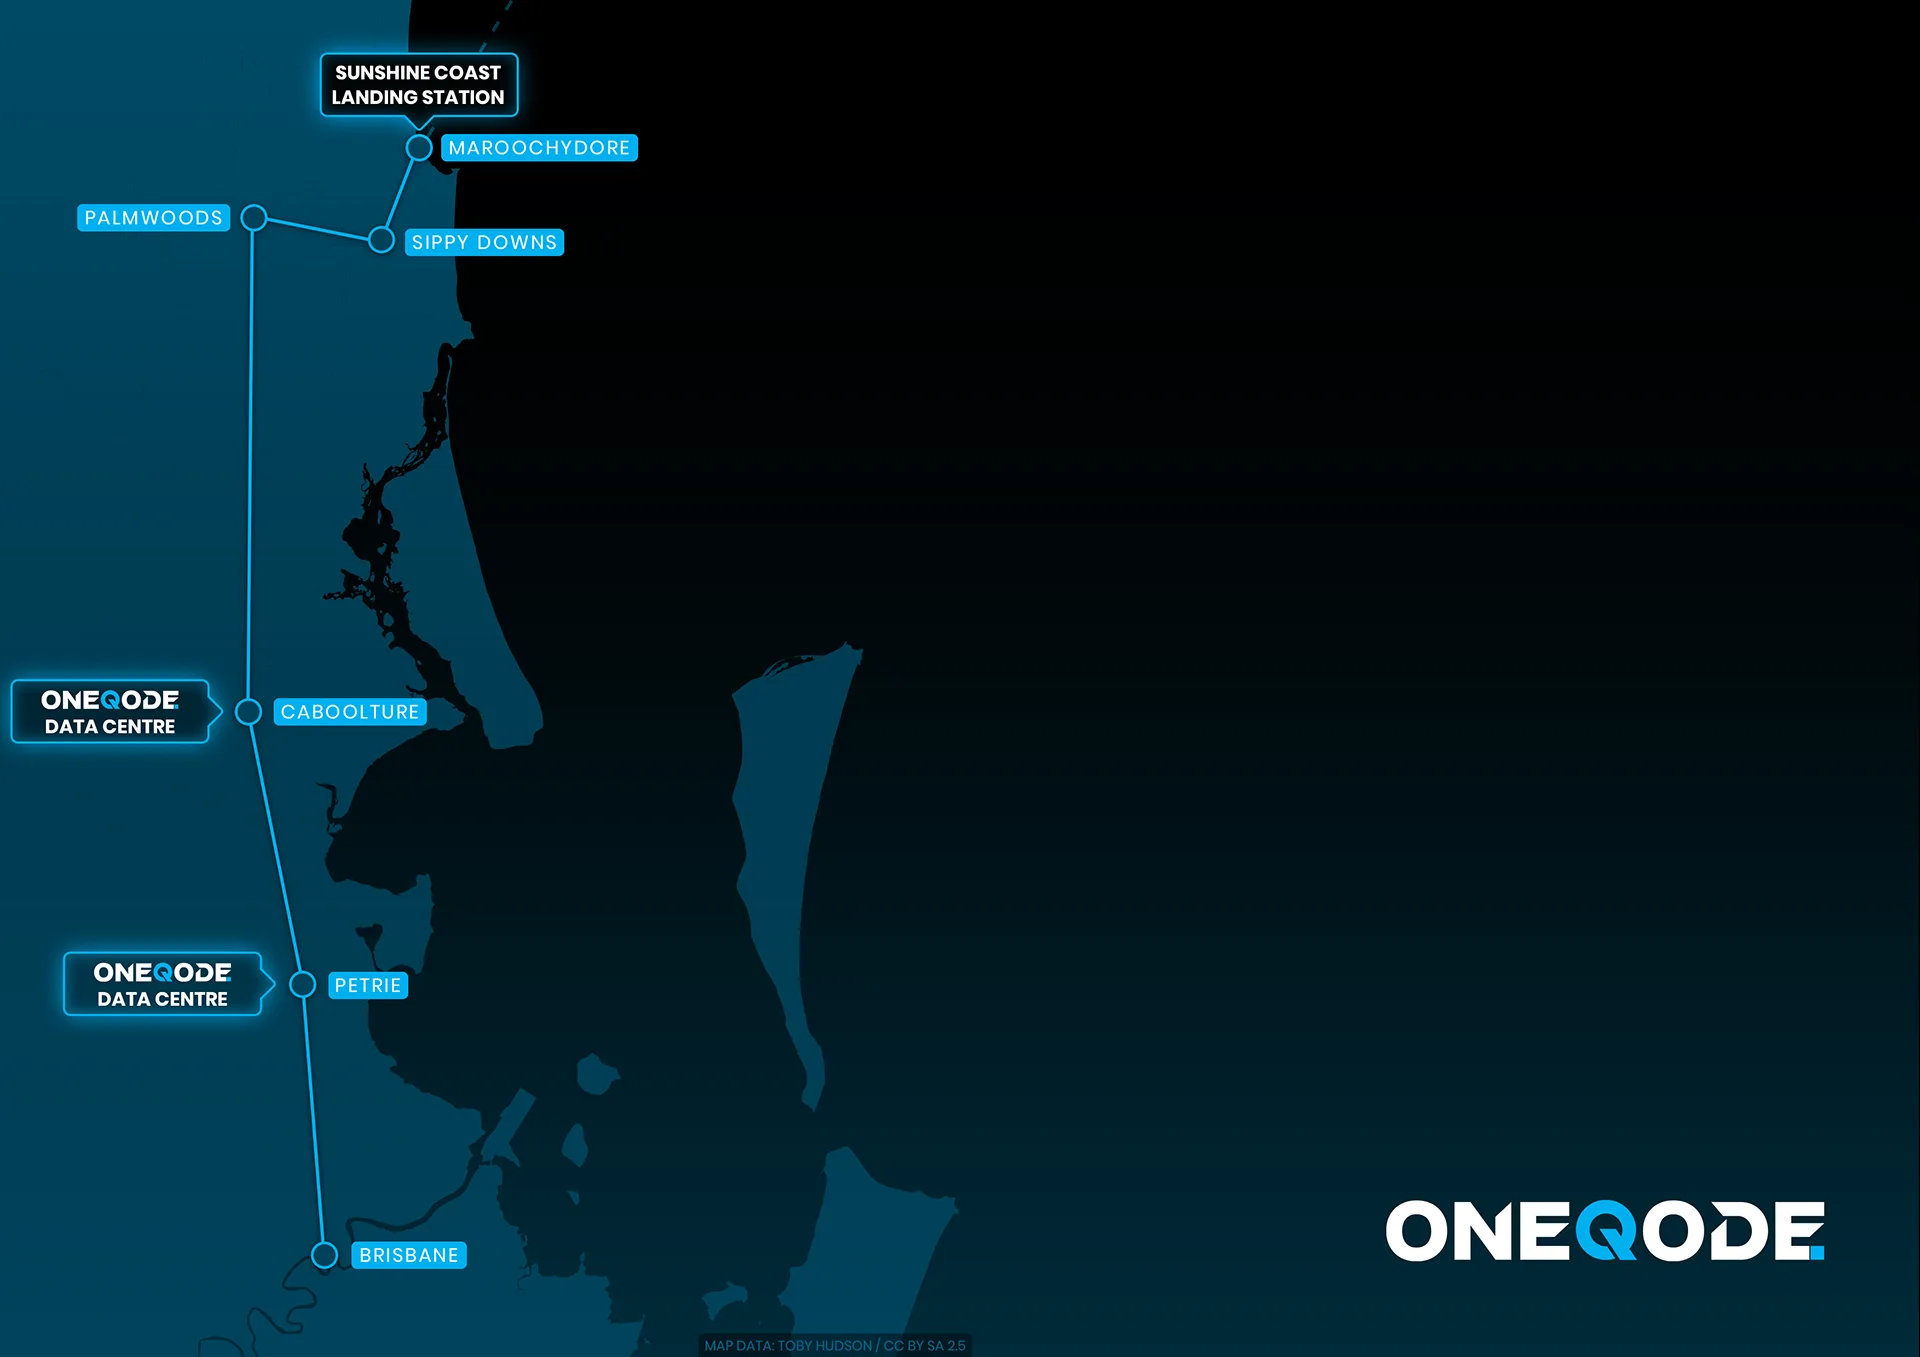 SUNSHINE COAST
LANDING STATION
MAROOCHYDORE
PALMWOODS
SIPPY DOWNS
ONEQODE
DATA CENTRE
CABOOLTURE
ONEQODE
DATA CENTRE
PETRIE
BRISBANE
ONEQODE
MAP DATA: TOBY HUDSON / CC BY SA 2.5